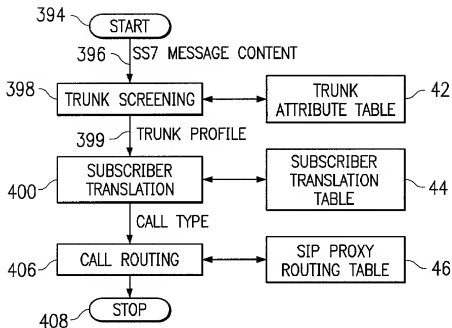 394
START
396
SS7 MESSAGE CONTENT
398
TRUNK SCREENING
TRUNK
ATTRIBUTE TABLE
42
399
TRUNK PROFILE
400
SUBSCRIBER
TRANSLATION
SUBSCRIBER
TRANSLATION
TABLE
44
CALL TYPE
406
CALL ROUTING
SIP PROXY
ROUTING TABLE
46
408
STOP